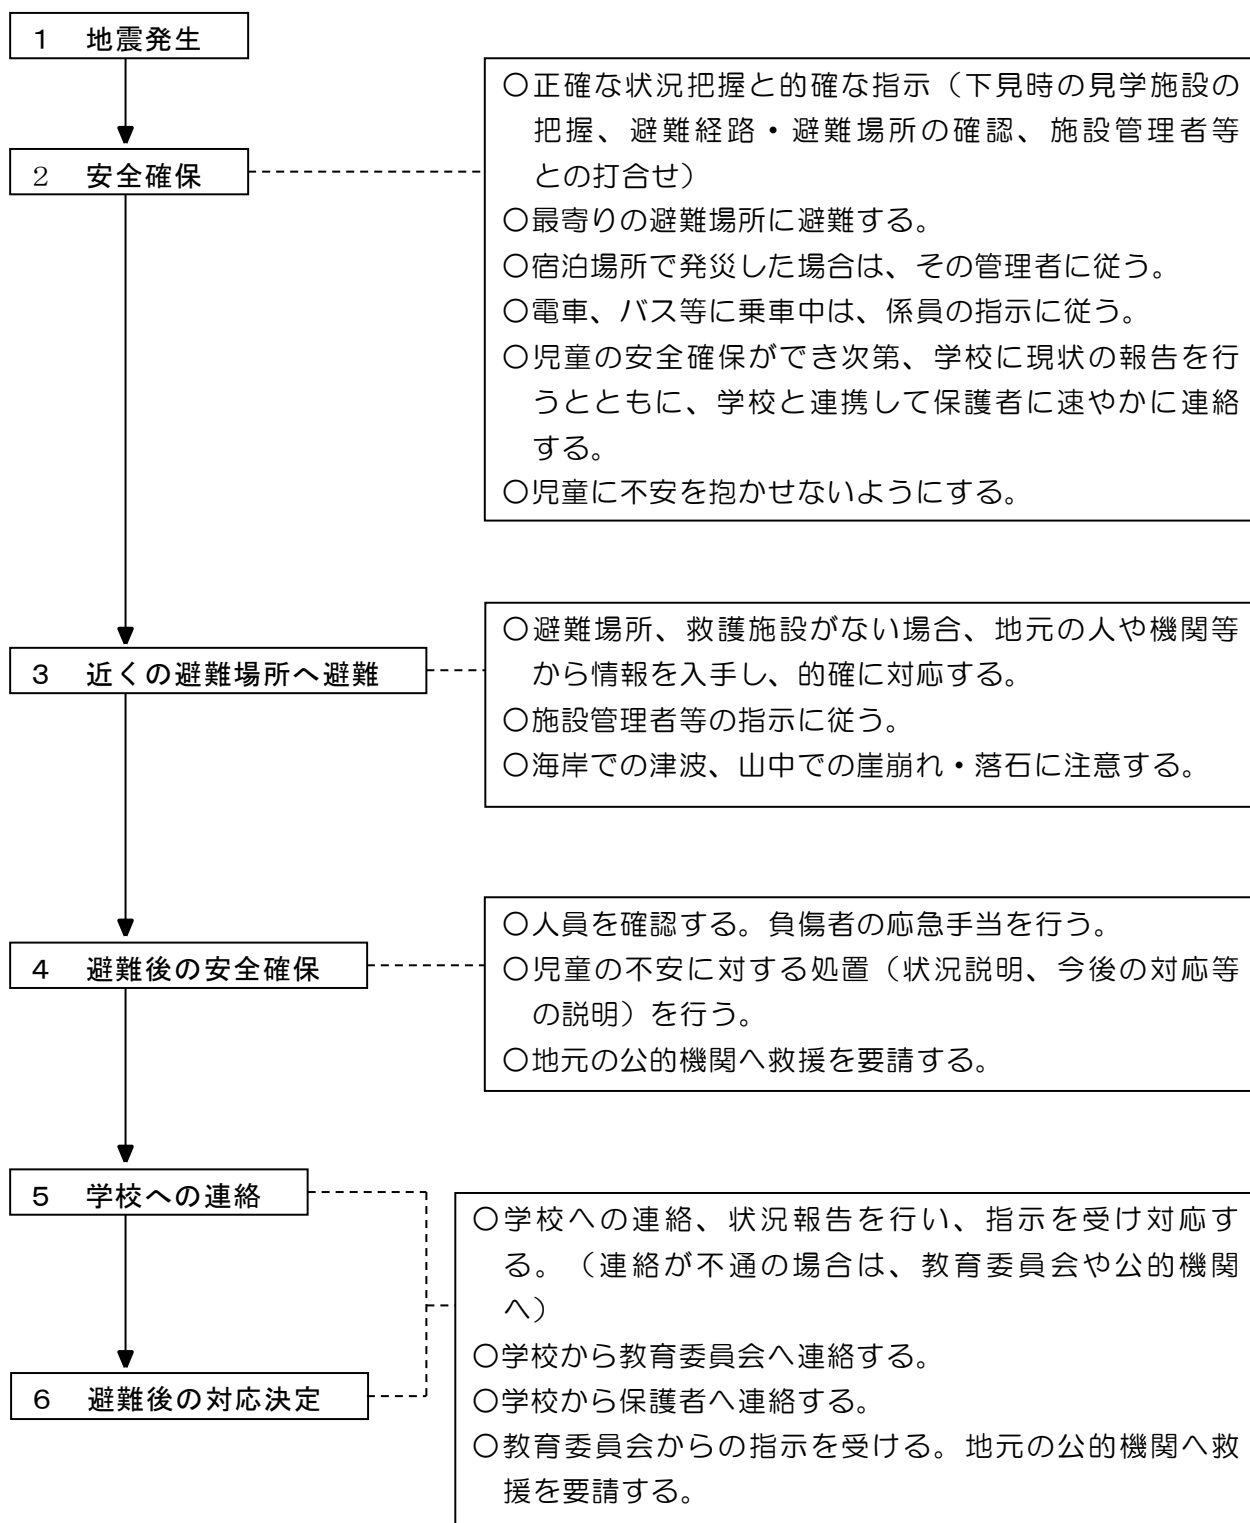 １　地震発生
○正確な状況把握と的確な指示（下見時の見学施設の
把握、避難経路・避難場所の確認、施設管理者等
との打合せ）
２　安全確保
○最寄りの避難場所に避難する。
○宿泊場所で発災した場合は、その管理者に従う。
○電車、バス等に乗車中は、係員の指示に従う。
○児童の安全確保ができ次第、学校に現状の報告を行
うとともに、学校と連携して保護者に速やかに連絡
する。
○児童に不安を抱かせないようにする。
３　近くの避難場所へ避難
○避難場所、救護施設がない場合、地元の人や機関等
から情報を入手し、的確に対応する。
○施設管理者等の指示に従う。
○海岸での津波、山中での崖崩れ・落石に注意する。
４　避難後の安全確保
○人員を確認する。負傷者の応急手当を行う。
○児童の不安に対する処置（状況説明、今後の対応等
の説明）を行う。
○地元の公的機関へ救援を要請する。
５　学校への連絡
６　避難後の対応決定
○学校への連絡、状況報告を行い、指示を受け対応す
る。（連絡が不通の場合は、教育委員会や公的機関
へ）
○学校から教育委員会へ連絡する。
○学校から保護者へ連絡する。
○教育委員会からの指示を受ける。地元の公的機関へ救
援を要請する。